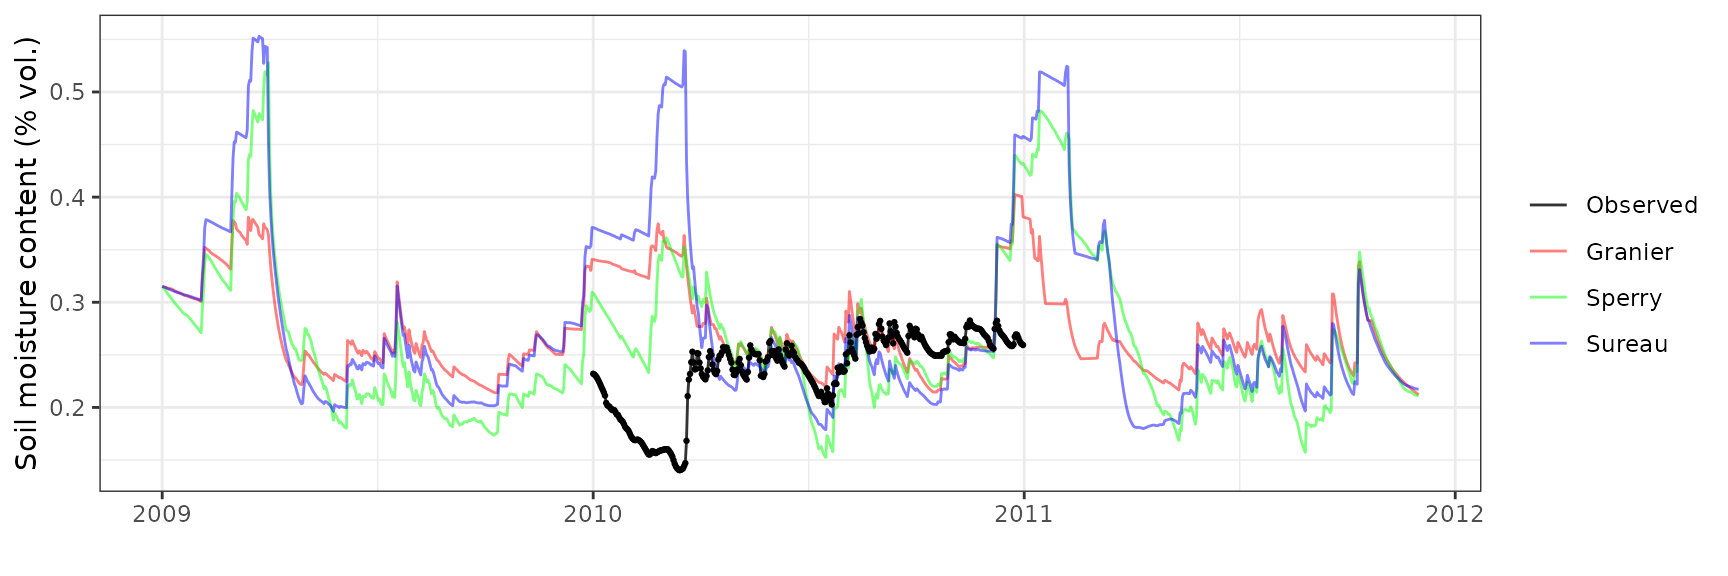 Soil moisture content (% vol.)
0.5
0.4
0.3
0.2
2009
2010
2011
2012
Observed
Granier
Sperry
Sureau